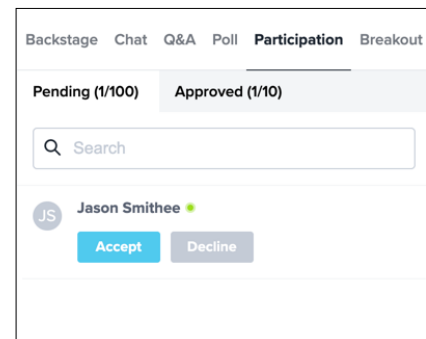 Backstage Chat Q&A Poll Participation Breakout
Pending (1/100) Approved (1/10)
Search
JS Jason Smithee
Accept Decline